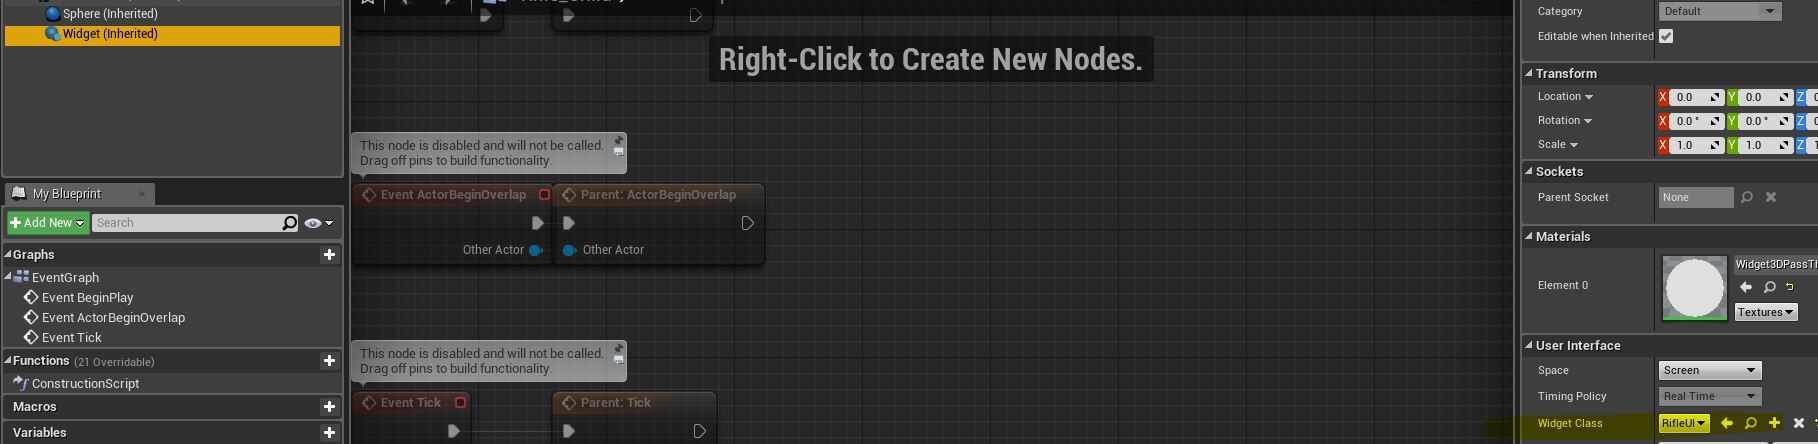 Sphere (Inherited)
Widget (Inherited)
Right-Click to Create New Nodes.
This node is disabled and will not be called.
Drag off pins to build functionality.
Event ActorBeginOverlap
Parent: ActorBeginOverlap
Other Actor
Other Actor
This node is disabled and will not be called.
Drag off pins to build functionality.
Event Tick
Parent: Tick
My Blueprint
Add New
Search
Graphs
EventGraph
Event BeginPlay
Event ActorBeginOverlap
Event Tick
Functions (21 Overridable)
ConstructionScript
Macros
Variables
Category
Default
Editable when Inherited
Transform
Location X 0.0 Y 0.0 Z
Rotation X 0.0 ° Y 0.0 ° Z
Scale X 1.0 Y 1.0 Z
Sockets
Parent Socket
None
Materials
Element 0
Widget3DPassTh
Textures
User Interface
Space
Screen
Timing Policy
Real Time
Widget Class
RifleUI